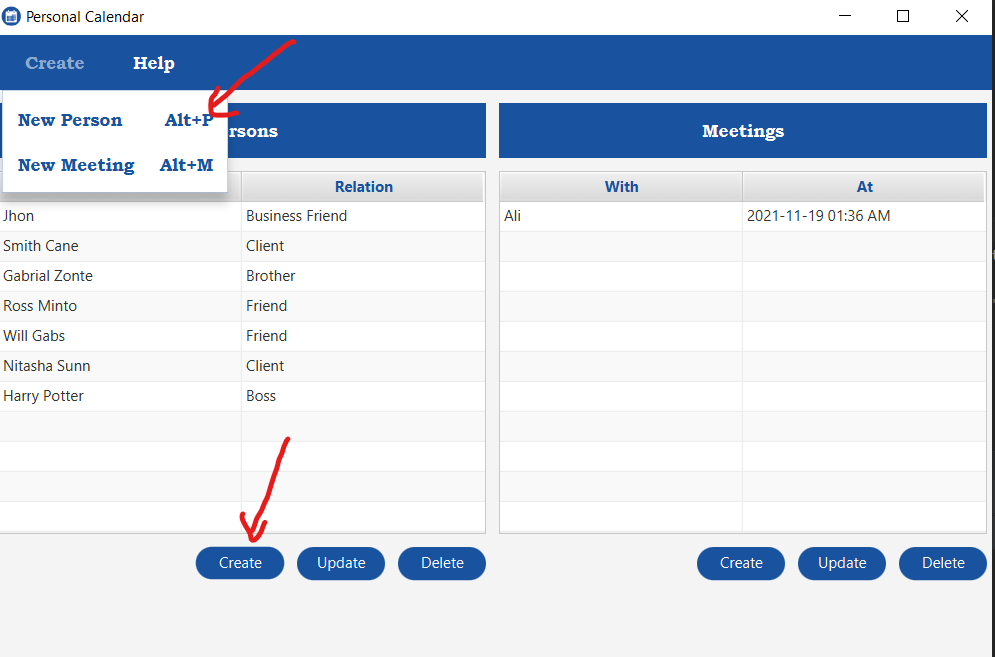 Personal Calendar
Create Help
New Person Alt+P
rsons
Meetings
New Meeting Alt+M
Relation
With At
Jhon Business Friend
Ali 2021-11-19 01:36 AM
Smith Cane Client
Gabrial Zonte Brother
Ross Minto Friend
Will Gabs Friend
Nitasha Sunn Client
Harry Potter Boss
Create Update Delete
Create Update Delete